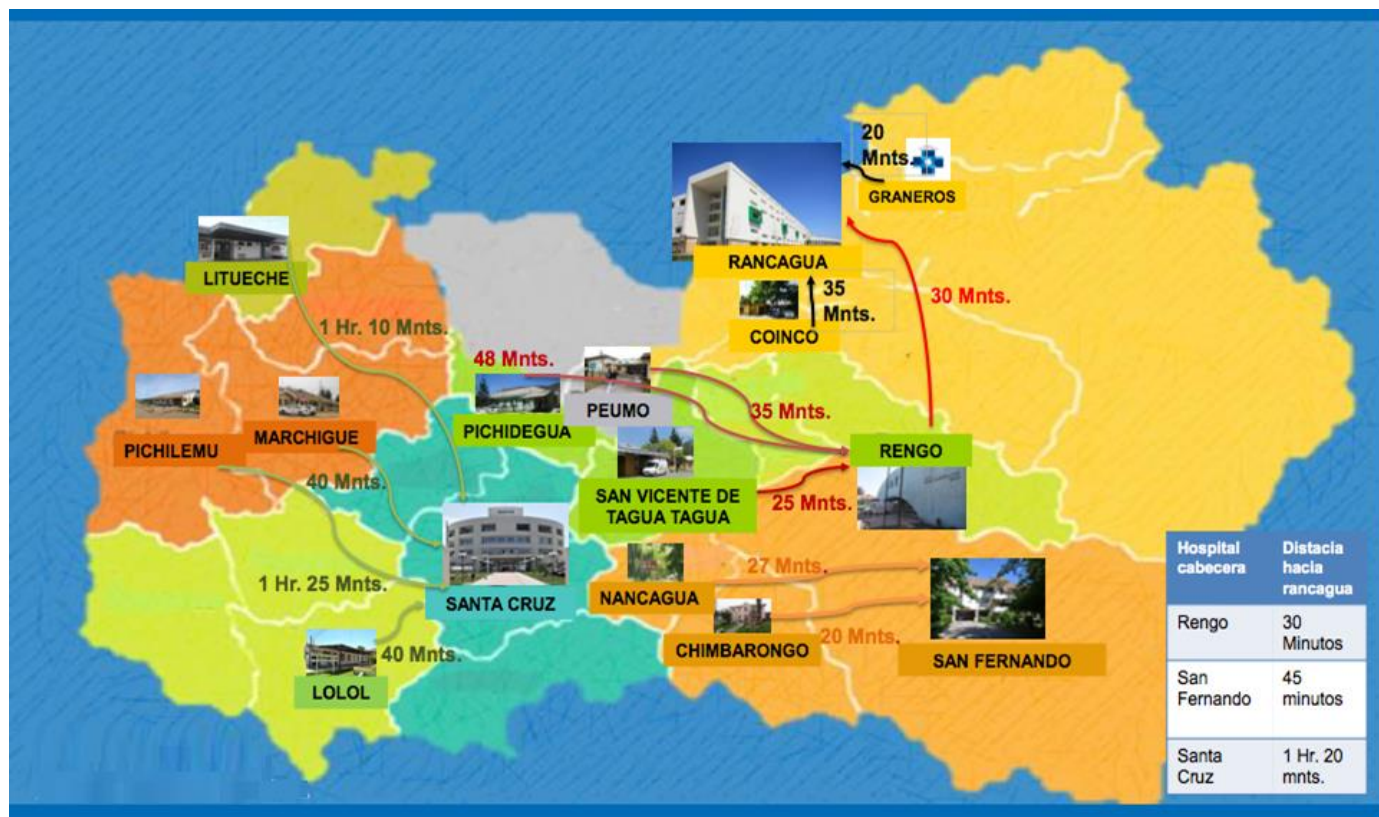 20
Mnts.
GRANEROS
LITUECHE
RANCAGUA
30 Mnts.
35
Mnts.
1 Hr. 10 Mnts.
COINCO
48 Mnts.
PEUMO
35 Mnts.
PICHIDEGUA
MARCHIGUE
PICHILEMU
RENGO
40 Mnts.
SAN VICENTE DE
TAGUA TAGUA
25 Mnts.
27 Mnts.
1 Hr. 25 Mnts.
SANTA CRUZ
NANCAGUA
20 Mnts.
CHIMBARONGO
SAN FERNANDO
40 Mnts.
LOLOL
Hospital
cabecera
Distacia
hacia
rancagua
Rengo
30
Minutos
San
Fernando
45
minutos
Santa
Cruz
1 Hr. 20
mnts.